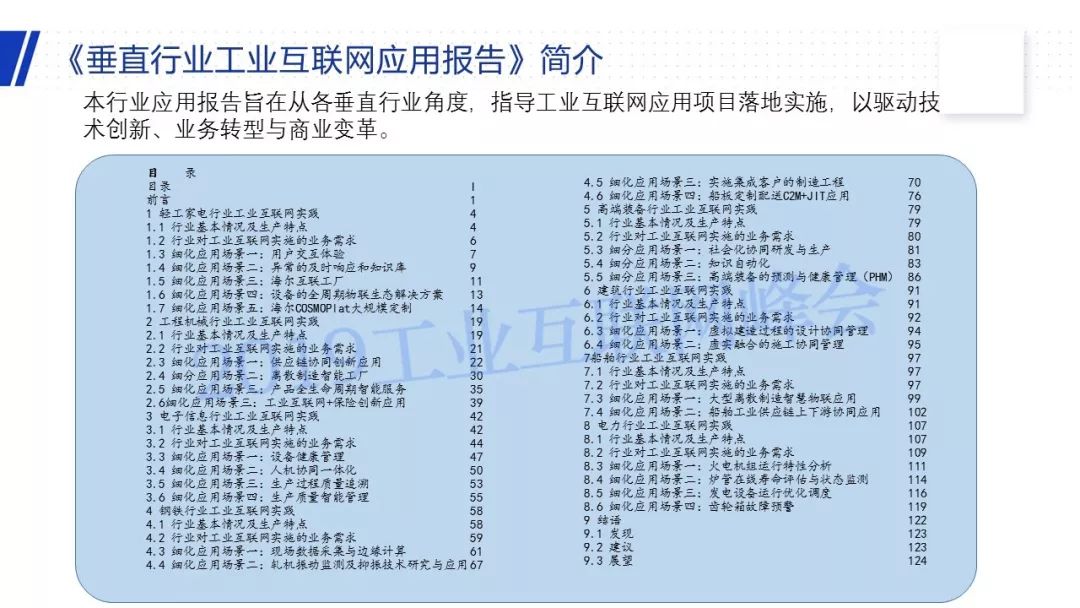 《垂直行业工业互联网应用报告》简介
本行业应用报告旨在从各垂直行业角度，指导工业互联网应用项目落地实施，以驱动技
术创新、业务转型与商业变革。
目 录
目录 I
前言 1
1 轻工家电行业工业互联网实践 4
1.1 行业基本情况及生产特点 4
1.2 行业对工业互联网实施的业务需求 6
1.3 细化应用场景一：用户交互体验 7
1.4 细化应用场景二：异常的及时响应和知识库 9
1.5 细化应用场景三：海尔互联工厂 11
1.6 细化应用场景四：设备的全周期物联生态解决方案 13
1.7 细化应用场景五：海尔COSMOPlat大规模定制 14
2 工程机械行业工业互联网实践 19
2.1 行业基本情况及生产特点 19
2.2 行业对工业互联网实施的业务需求 21
2.3 细化应用场景一：供应链协同创新应用 22
2.4 细分应用场景二：离散制造智能工厂 30
2.5 细化应用场景三：产品全生命周期智能服务 35
2.6细化应用场景三：工业互联网+保险创新应用 39
3 电子信息行业工业互联网实践 42
3.1 行业基本情况及生产特点 42
3.2 行业对工业互联网实施的业务需求 44
3.3 细化应用场景一：设备健康管理 47
3.4 细化应用场景二：人机协同一体化 50
3.5 细化应用场景三：生产过程质量追溯 53
3.6 细化应用场景四：生产质量智能管理 55
4 钢铁行业工业互联网实践 58
4.1 行业基本情况及生产特点 58
4.2 行业对工业互联网实施的业务需求 59
4.3 细化应用场景一：现场数据采集与边缘计算 61
4.4 细化应用场景二：轧机振动监测及抑振技术研究与应用 67
4.5 细化应用场景三：实施集成客户的制造工程 70
4.6 细化应用场景四：船板定制配送C2M+JIT应用 76
5 高端装备行业工业互联网实践 79
5.1 行业基本情况及生产特点 79
5.2 行业对工业互联网实施的业务需求 80
5.3 细分应用场景一：社会化协同研发与生产 81
5.4 细分应用场景二：知识自动化 83
5.5 细分应用场景三：高端装备的预测与健康管理（PHM） 86
6 建筑行业工业互联网实践 91
6.1 行业基本情况及生产特点 91
6.2 行业对工业互联网实施的业务需求 92
6.3 细化应用场景一：虚拟建造过程的设计协同管理 94
6.4 细化应用场景二：虚实融合的施工协同管理 95
7船舶行业工业互联网实践 97
7.1 行业基本情况及生产特点 97
7.2 行业对工业互联网实施的业务需求 97
7.3 细化应用场景一：大型离散制造智慧物联应用 99
7.4 细化应用场景二：船舶工业供应链上下游协同应用 102
8 电力行业工业互联网实践 107
8.1 行业基本情况及生产特点 107
8.2 行业对工业互联网实施的业务需求 109
8.3 细化应用场景一：火电机组运行特性分析 111
8.4 细化应用场景二：炉管在线寿命评估与状态监测 114
8.5 细化应用场景三：发电设备运行优化调度 116
8.6 细化应用场景四：齿轮箱故障预警 119
9 结语 122
9.1 发现 123
9.2 建议 123
9.3 展望 124
2019工业互联网峰会